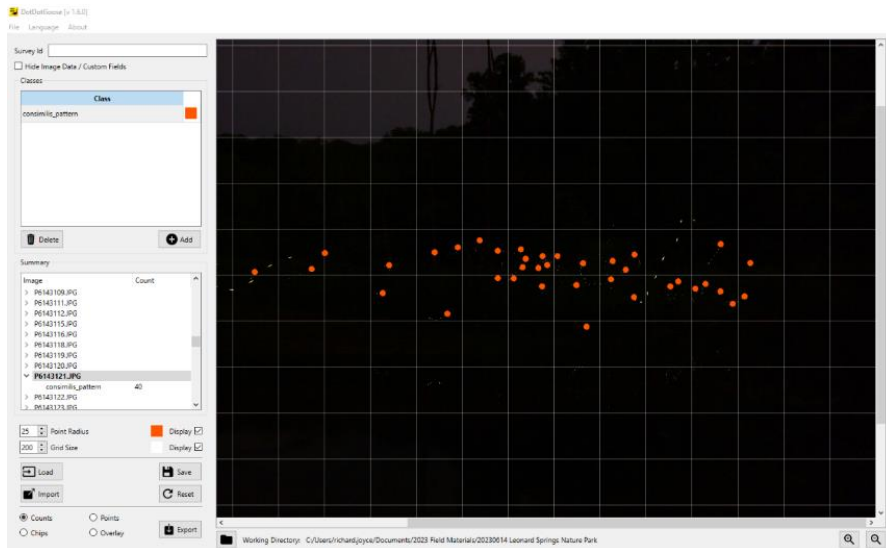 DotDotGoose [v 1.6.0]
File Language About
Survey Id
Hide Image Data / Custom Fields
Classes
Class
consimilis_pattern
Delete Add
Summary
Image Count
P6143109.JPG
P6143111.JPG
P6143112.JPG
P6143115.JPG
P6143116.JPG
P6143118.JPG
P6143119.JPG
P6143120.JPG
P6143121.JPG
consimilis_pattern 40
P6143122.JPG
P6143123.JPG
25 Point Radius Display
200 Grid Size Display
Load Save
Import Reset
Counts Points
Chips Overlay Export
Working Directory: C:/Users/richard.joyce/Documents/2023 Field Materials/20230614 Leonard Springs Nature Park